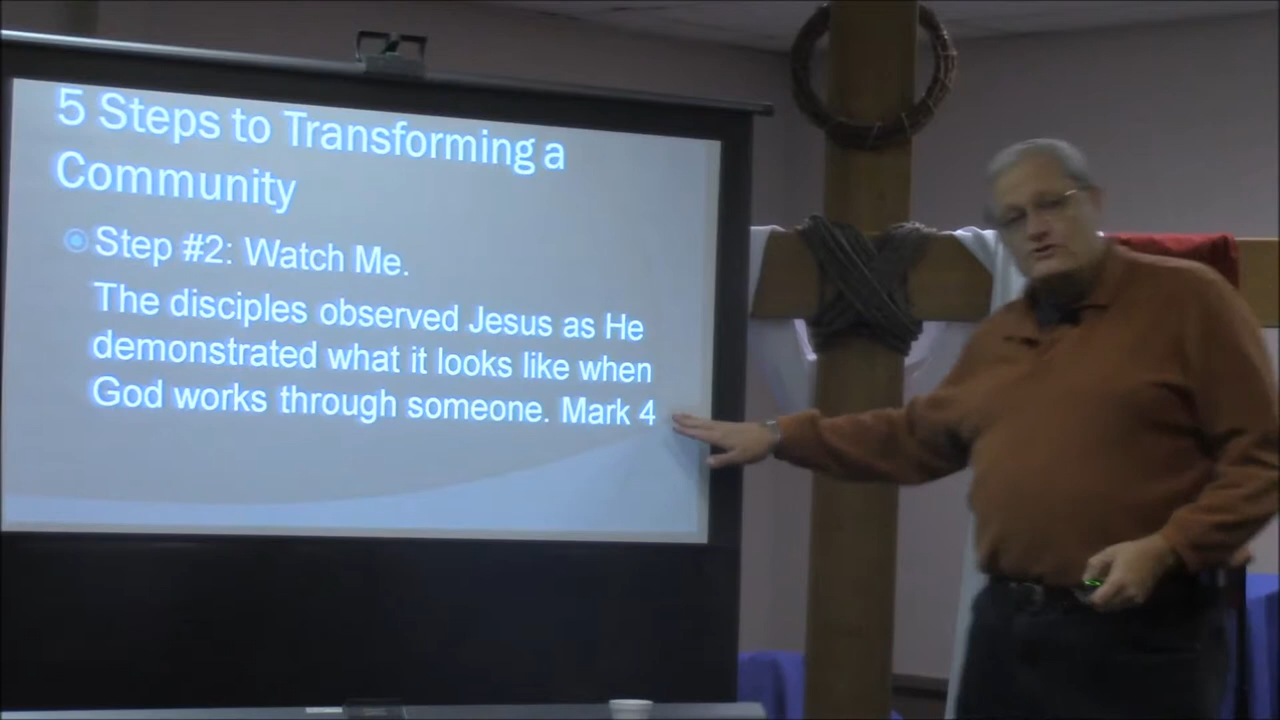 5 Steps to Transforming a
Community
Step #2: Watch Me.
The disciples observed Jesus as He
demonstrated what it looks like when
God works through someone. Mark 4